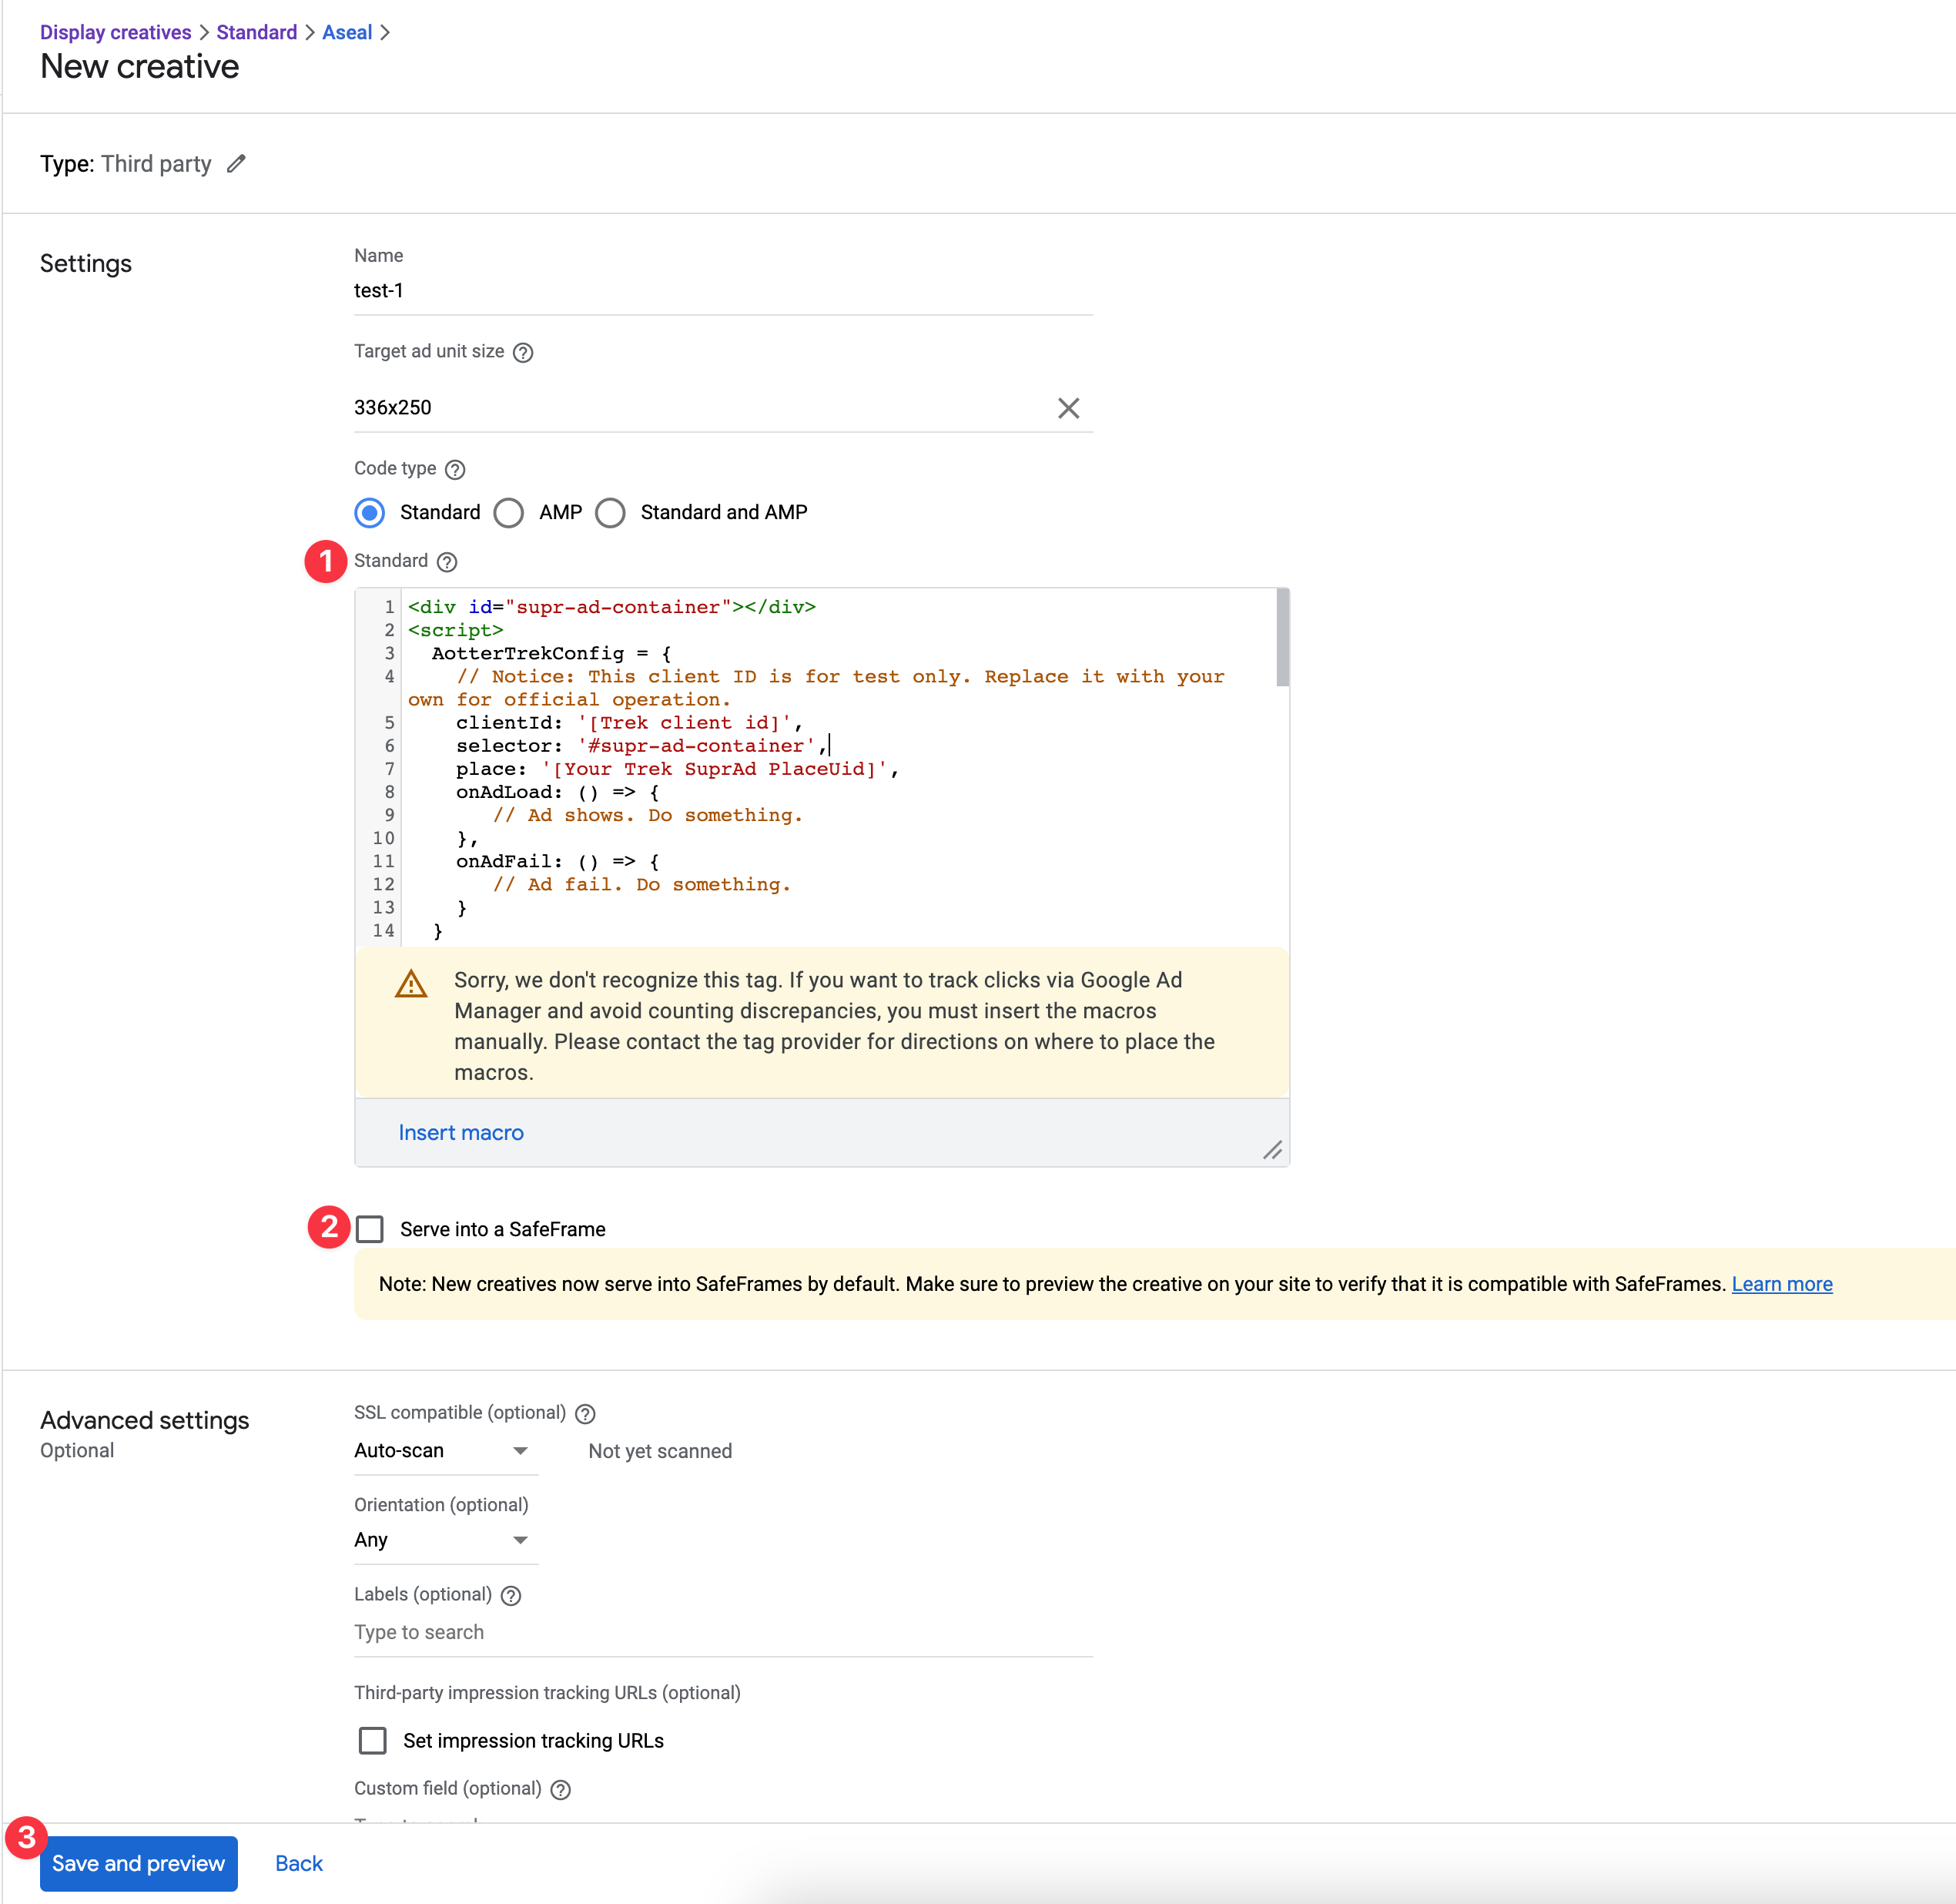 Display creatives > Standard > Aseal >
New creative
Type: Third party
Settings
Name
test-1
Target ad unit size ?
336x250
Code type ?
Standard AMP Standard and AMP
1 Standard ?
1 <div id="supr-ad-container"></div>
2 <script>
3 AotterTrekConfig = {
4 // Notice: This client ID is for test only. Replace it with your
own for official operation.
5 clientId: '[Trek client id]',
6 selector: '#supr-ad-container',
7 place: '[Your Trek SuprAd PlaceUid]',
8 onAdLoad: () => {
9 // Ad shows. Do something.
10 },
11 onAdFail: () => {
12 // Ad fail. Do something.
13 }
14 }
Sorry, we don't recognize this tag. If you want to track clicks via Google Ad
Manager and avoid counting discrepancies, you must insert the macros
manually. Please contact the tag provider for directions on where to place the
macros.
Insert macro
2 Serve into a SafeFrame
Note: New creatives now serve into SafeFrames by default. Make sure to preview the creative on your site to verify that it is compatible with SafeFrames. Learn more
Advanced settings
Optional
SSL compatible (optional) ?
Auto-scan Not yet scanned
Orientation (optional)
Any
Labels (optional) ?
Type to search
Third-party impression tracking URLs (optional)
Set impression tracking URLs
Custom field (optional) ?
3
Save and preview Back